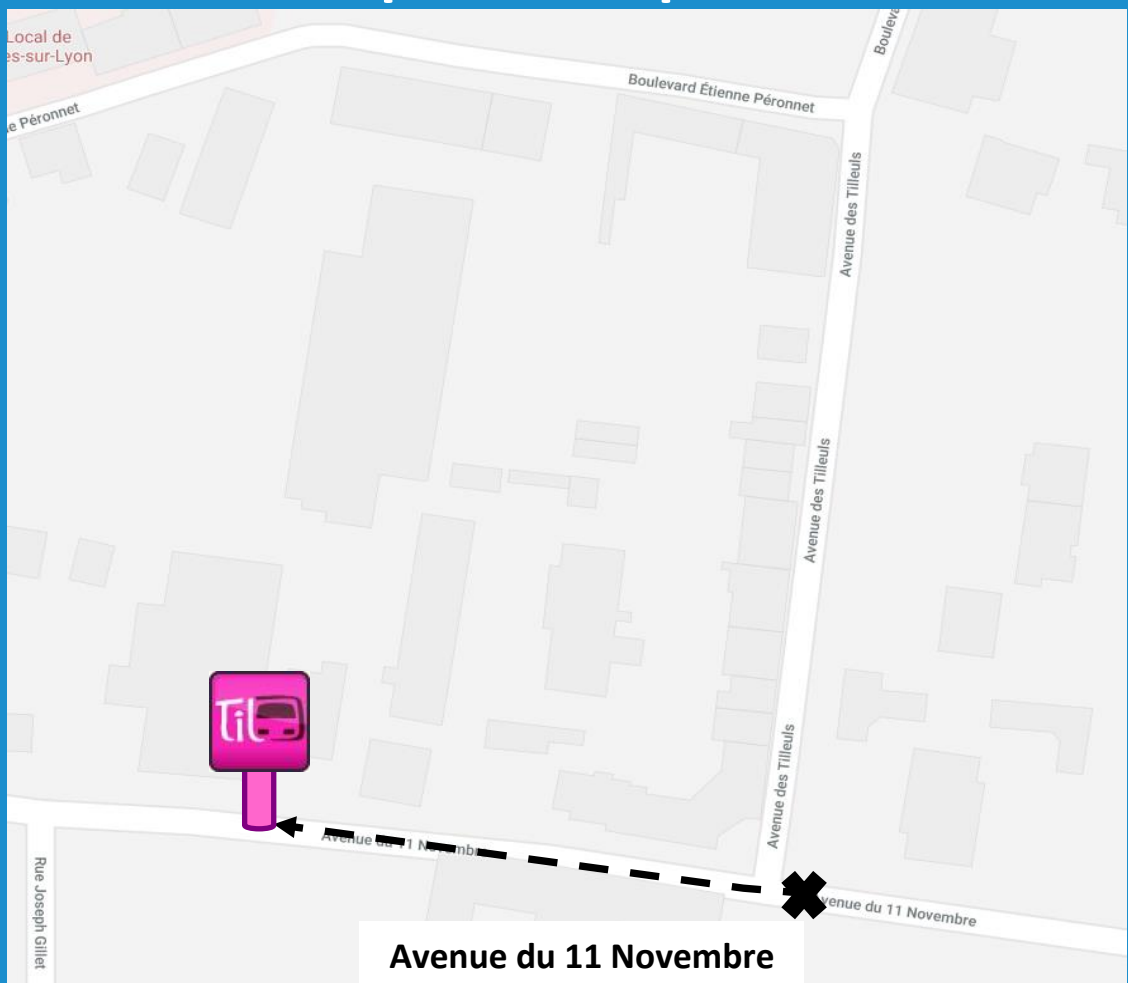 Local de
es-sur-Lyon
e Péronnet
Boulevard Étienne Péronnet
Bouleva
Avenue des Tilleuls
Avenue des Tilleuls
Avenue des Tilleuls
Til
Avenue du 11 Novembre
venue du 11 Novembre
Rue Joseph Gillet
Avenue du 11 Novembre